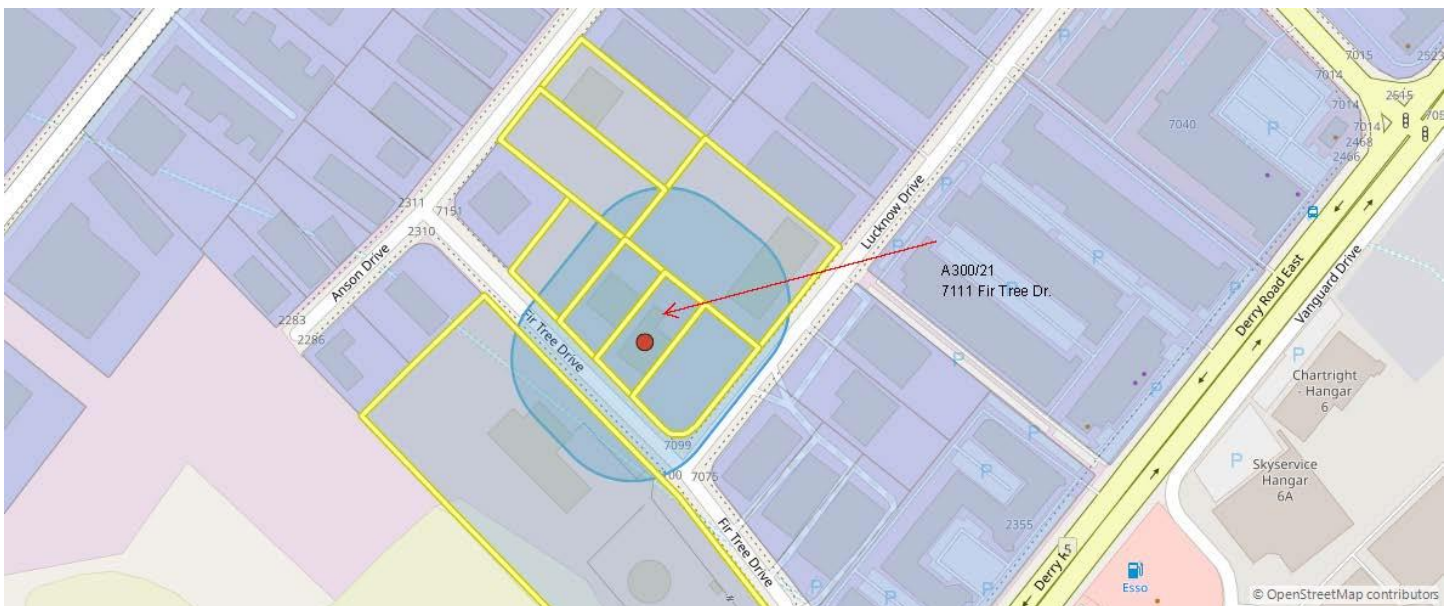 7015
2523
7014
7014
2515
7014
2468
2466
7040
P
P
P
P
P
P
P
P
P
P
P
P
2311
7151
2310
Anson Drive
2283
2286
Lucknow Drive
A300/21
7111 Fir Tree Dr.
Derry Road East
Vanguard Drive
Fir Tree Drive
Chartright
- Hangar
6
7099
7075
Skyservice
Hangar
6A
2355
Fir Tree Drive
5
Esso
© OpenStreetMap contributors